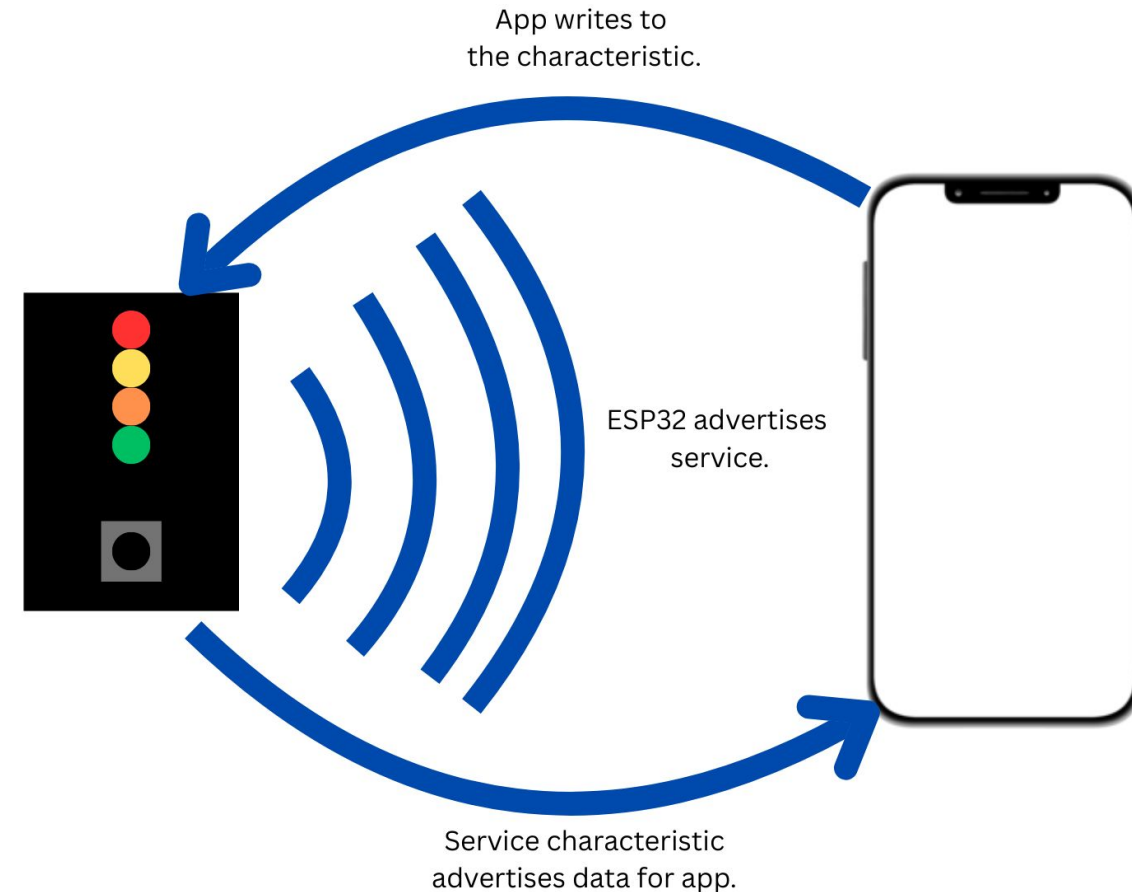 App writes to
the characteristic.
ESP32 advertises
service.
Service characteristic
advertises data for app.